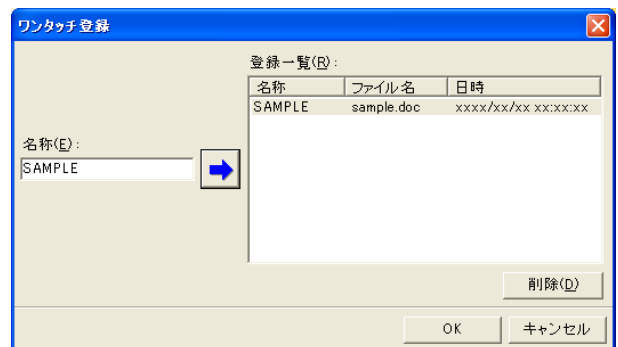 ワンタッチ登録
登録一覧(R):
名称 ファイル名 日時
SAMPLE sample.doc xxxx/xx/xx xx:xx:xx
名称(E):
SAMPLE
削除(D)
OK キャンセル